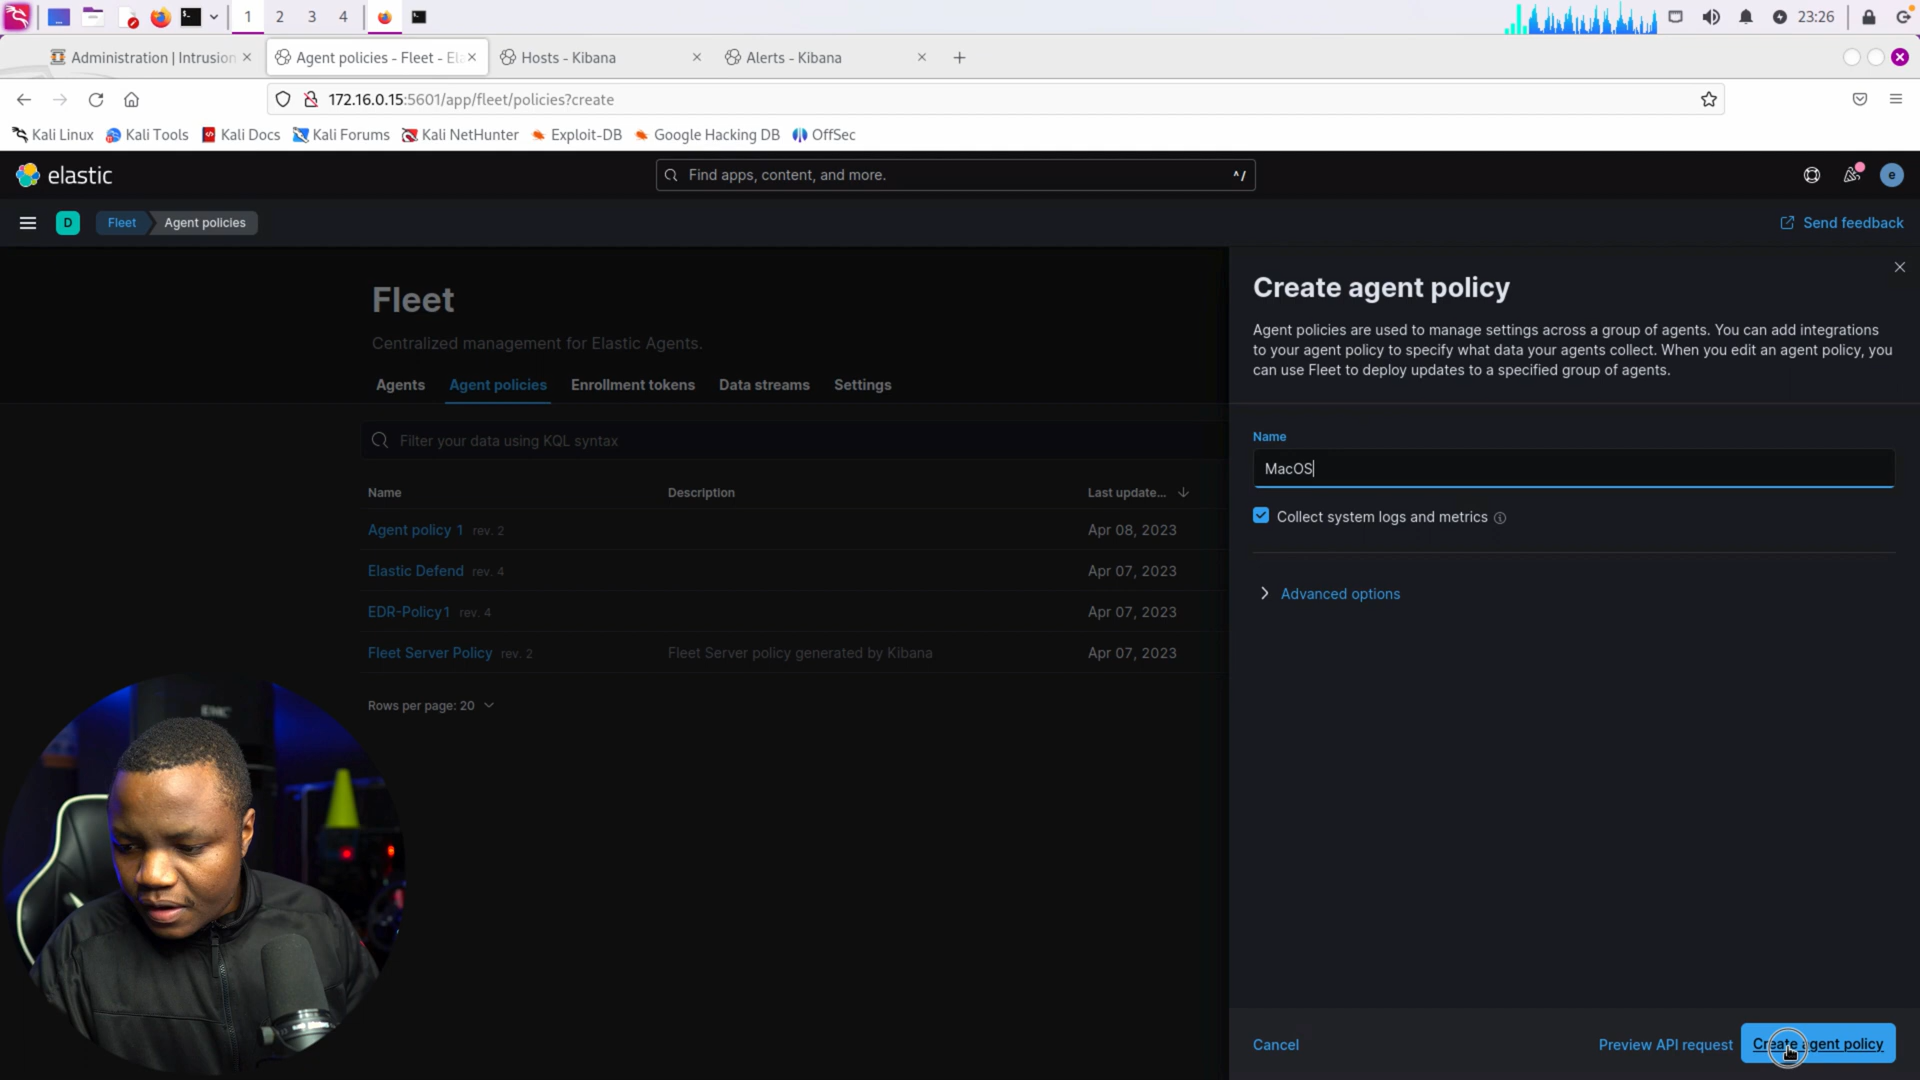 1 2 3 4 23:26
Administration | Intrusion
Agent policies - Fleet - Ela
Hosts - Kibana
Alerts - Kibana
172.16.0.15:5601/app/fleet/policies?create
Kali Linux Kali Tools Kali Docs Kali Forums Kali NetHunter Exploit-DB Google Hacking DB OffSec
elastic
Find apps, content, and more. ^/
e
D Fleet Agent policies
Send feedback
Fleet
Centralized management for Elastic Agents.
Agents Agent policies Enrollment tokens Data streams Settings
Filter your data using KQL syntax
Name Description Last update...
Agent policy 1 rev. 2 Apr 08, 2023
Elastic Defend rev. 4 Apr 07, 2023
EDR-Policy1 rev. 4 Apr 07, 2023
Fleet Server Policy rev. 2 Fleet Server policy generated by Kibana Apr 07, 2023
Rows per page: 20
Create agent policy
Agent policies are used to manage settings across a group of agents. You can add integrations
to your agent policy to specify what data your agents collect. When you edit an agent policy, you
can use Fleet to deploy updates to a specified group of agents.
Name
MacOS
Collect system logs and metrics
Advanced options
Cancel
Preview API request
Create agent policy